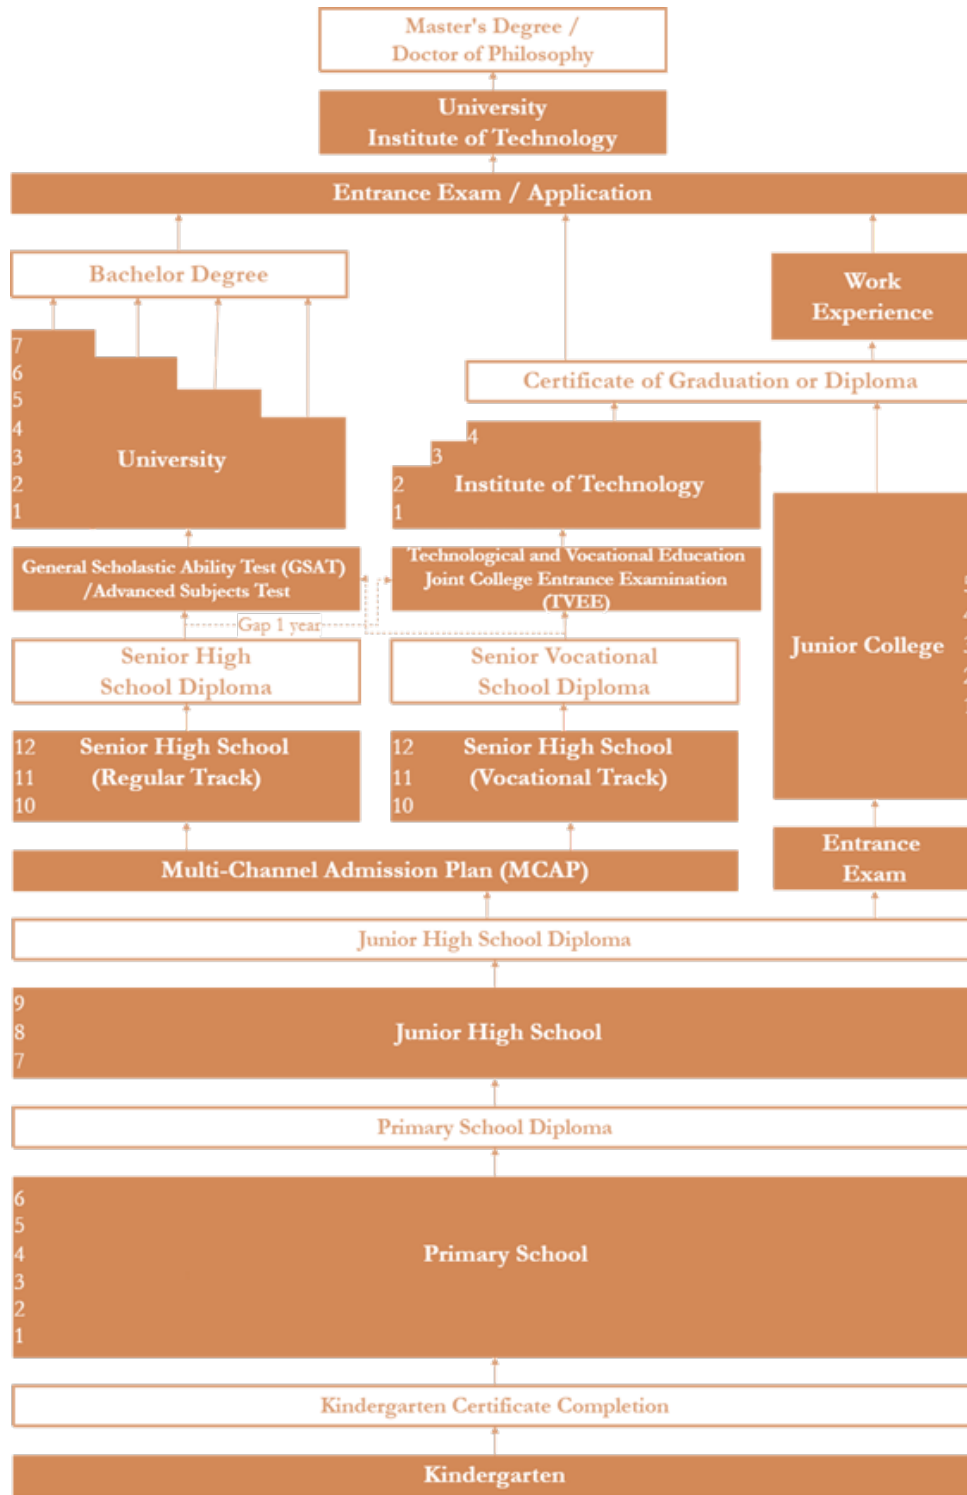 Master's Degree /
Doctor of Philosophy
University
Institute of Technology
Entrance Exam / Application
Bachelor Degree
Work
Experience
Certificate of Graduation or Diploma
7
6
5
4
3
2
1
University
4
3
2
1
Institute of Technology
General Scholastic Ability Test (GSAT)
/Advanced Subjects Test
Technological and Vocational Education
Joint College Entrance Examination
(TVEE)
Gap 1 year
Junior College
Senior High
School Diploma
Senior Vocational
School Diploma
12
11
10
Senior High School
(Regular Track)
12
11
10
Senior High School
(Vocational Track)
Multi-Channel Admission Plan (MCAP)
Entrance
Exam
Junior High School Diploma
9
8
7
Junior High School
Primary School Diploma
6
5
4
3
2
1
Primary School
Kindergarten Certificate Completion
Kindergarten